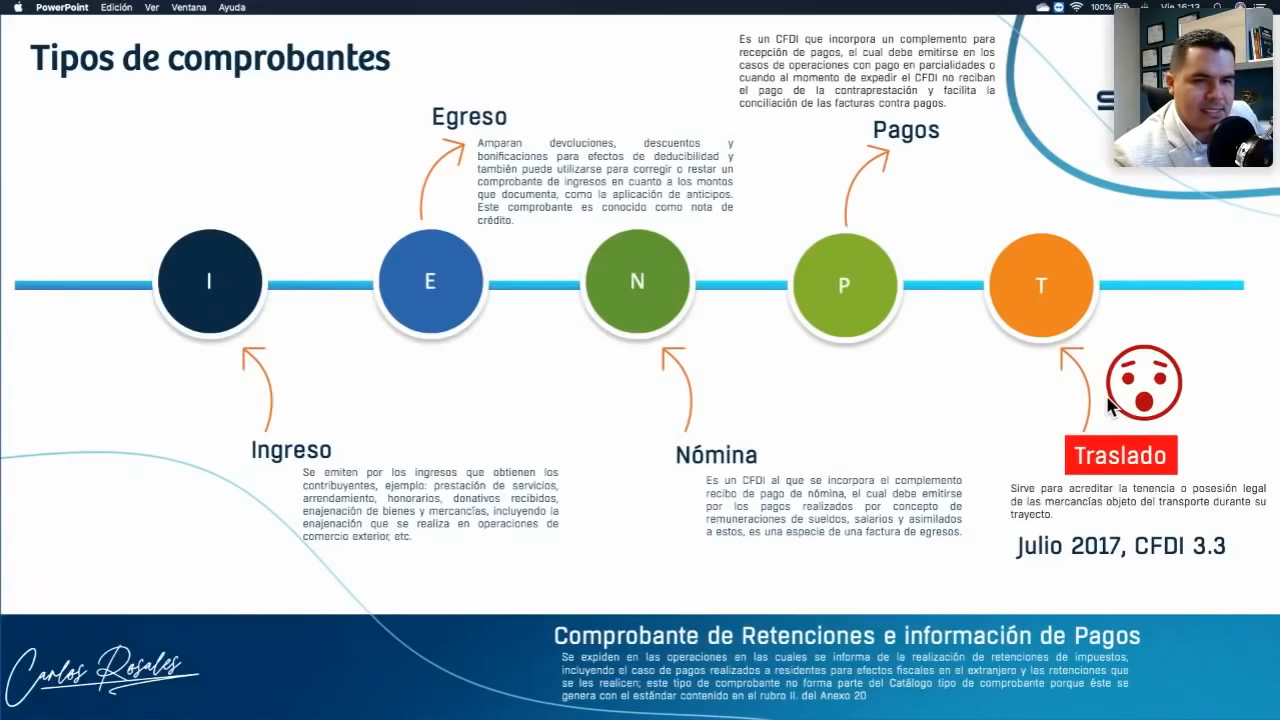 PowerPoint Edición Ver Ventana Ayuda
100% Vie 16:13
Tipos de comprobantes
Es un CFDI que incorpora un complemento para
recepción de pagos, el cual debe emitirse en los
casos de operaciones con pago en parcialidades o
cuando al momento de expedir el CFDI no reciban
el pago de la contraprestación y facilita la
conciliación de las facturas contra pagos.
Pagos
Egreso
Amparan devoluciones, descuentos y
bonificaciones para efectos de deducibilidad y
también puede utilizarse para corregir o restar un
comprobante de ingresos en cuanto a los montos
que documenta, como la aplicación de anticipos.
Este comprobante es conocido como nota de
crédito.
I
E
N
P
T
Ingreso
Se emiten por los ingresos que obtienen los
contribuyentes, ejemplo: prestación de servicios,
arrendamiento, honorarios, donativos recibidos,
enajenación de bienes y mercancías, incluyendo la
enajenación que se realiza en operaciones de
comercio exterior, etc.
Nómina
Es un CFDI al que se incorpora el complemento
recibo de pago de nómina, el cual debe emitirse
por los pagos realizados por concepto de
remuneraciones de sueldos, salarios y asimilados
a estos, es una especie de una factura de egresos.
Traslado
Sirve para acreditar la tenencia o posesión legal
de las mercancías objeto del transporte durante su
trayecto.
Julio 2017, CFDI 3.3
Carlos Rosales
Comprobante de Retenciones e información de Pagos
Se expiden en las operaciones en las cuales se informa de la realización de retenciones de impuestos,
incluyendo el caso de pagos realizados a residentes para efectos fiscales en el extranjero y las retenciones que
se les realicen; este tipo de comprobante no forma parte del Catálogo tipo de comprobante porque éste se
genera con el estándar contenido en el rubro II. del Anexo 20